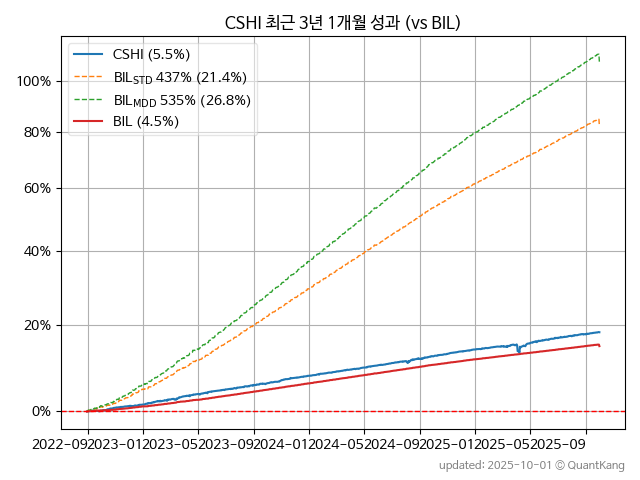 CSHI 최근 3년 1개월 성과 (vs BIL)
CSHI (5.5%)
BIL_STD 437% (21.4%)
BIL_MDD 535% (26.8%)
BIL (4.5%)
100%
80%
60%
40%
20%
0%
2022-09 2023-01 2023-05 2023-09 2024-01 2024-05 2024-09 2025-01 2025-05 2025-09
updated: 2025-10-01 © QuantKang